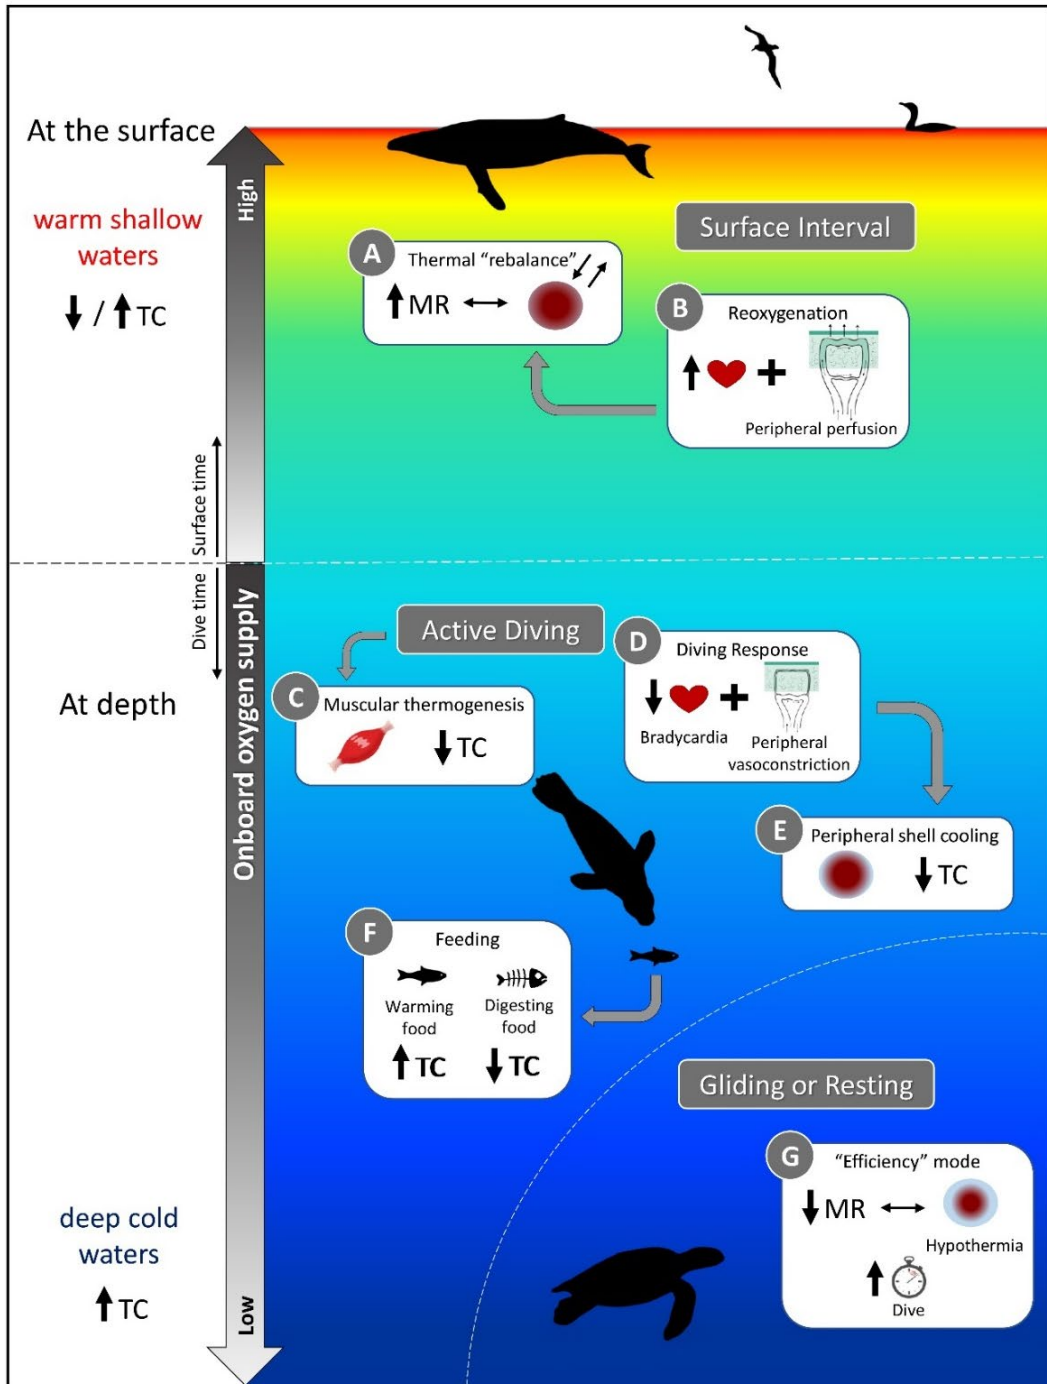 At the surface
High
warm shallow
waters
/ TC
Surface Interval
A
Thermal “rebalance”
MR
B
Reoxygenation
Peripheral perfusion
Surface time
Dive time
Onboard oxygen supply
At depth
Active Diving
C
Muscular thermogenesis
TC
D
Diving Response
Bradycardia
Peripheral
vasoconstriction
E
Peripheral shell cooling
TC
F
Feeding
Warming
food
TC
Digesting
food
TC
Gliding or Resting
G
“Efficiency” mode
MR
Hypothermia
Dive
deep cold
waters
TC
Low